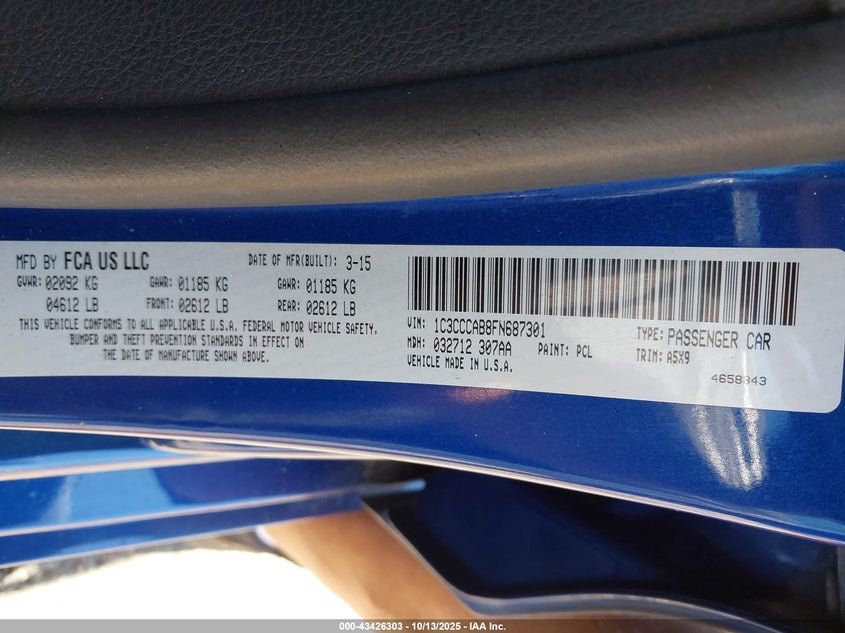 MFD BY FCA US LLC
DATE OF MFR(BUILT): 3-15
GVWR: 02092 KG GAWR: 01185 KG GAWR: 01185 KG
04612 LB FRONT: 02612 LB REAR: 02612 LB
THIS VEHICLE CONFORMS TO ALL APPLICABLE U.S.A. FEDERAL MOTOR VEHICLE SAFETY,
BUMPER AND THEFT PREVENTION STANDARDS IN EFFECT ON
THE DATE OF MANUFACTURE SHOWN ABOVE.
VIN: 1C3CCCAB8FN687301 TYPE: PASSENGER CAR
MDH: 032712 307AA PAINT: PCL TRIM: A5X9
VEHICLE MADE IN U.S.A.
4658343
000-43426303 - 10/13/2025 - IAA Inc.